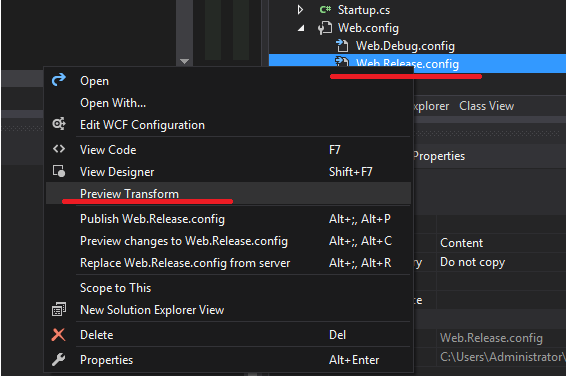 Startup.cs
Web.config
Web.Debug.config
Web.Release.config
Open
Open With...
Edit WCF Configuration
View Code F7
View Designer Shift+F7
Preview Transform
Publish Web.Release.config Alt+;, Alt+P
Preview changes to Web.Release.config Alt+;, Alt+C
Replace Web.Release.config from server Alt+;, Alt+R
Scope to This
New Solution Explorer View
Delete Del
Properties Alt+Enter
xplorer Class View
Properties
Content
ry Do not copy
ce
Web.Release.config
C:\Users\Administrator\